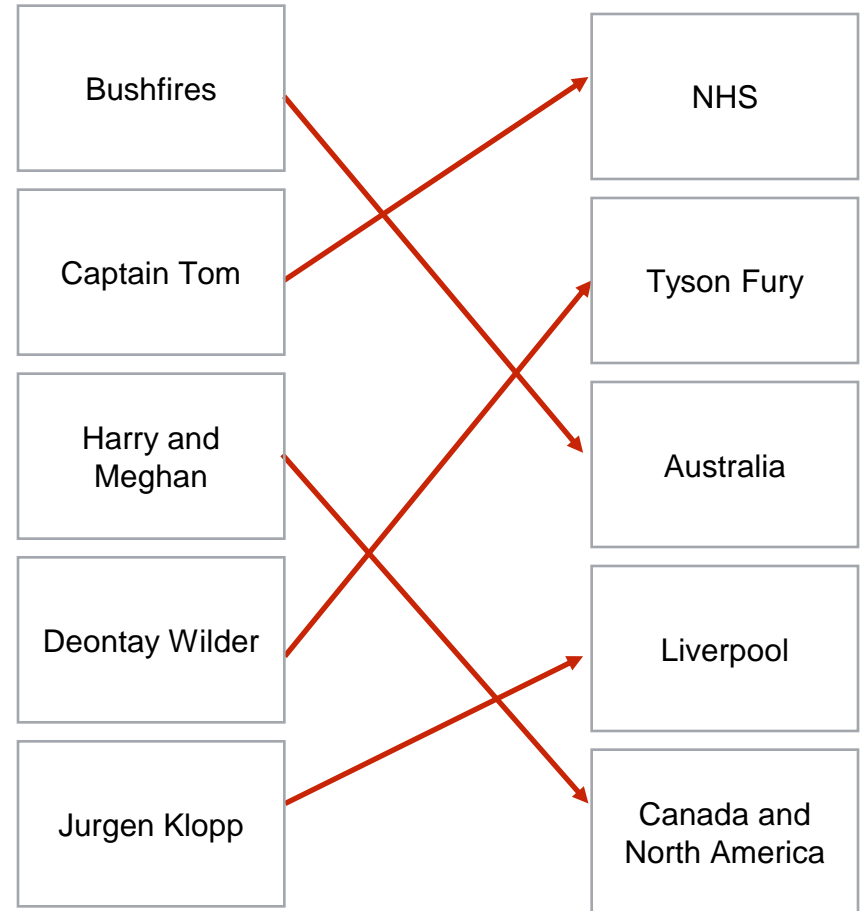 Bushfires
Captain Tom
Harry and
Meghan
Deontay Wilder
Jurgen Klopp
NHS
Tyson Fury
Australia
Liverpool
Canada and
North America